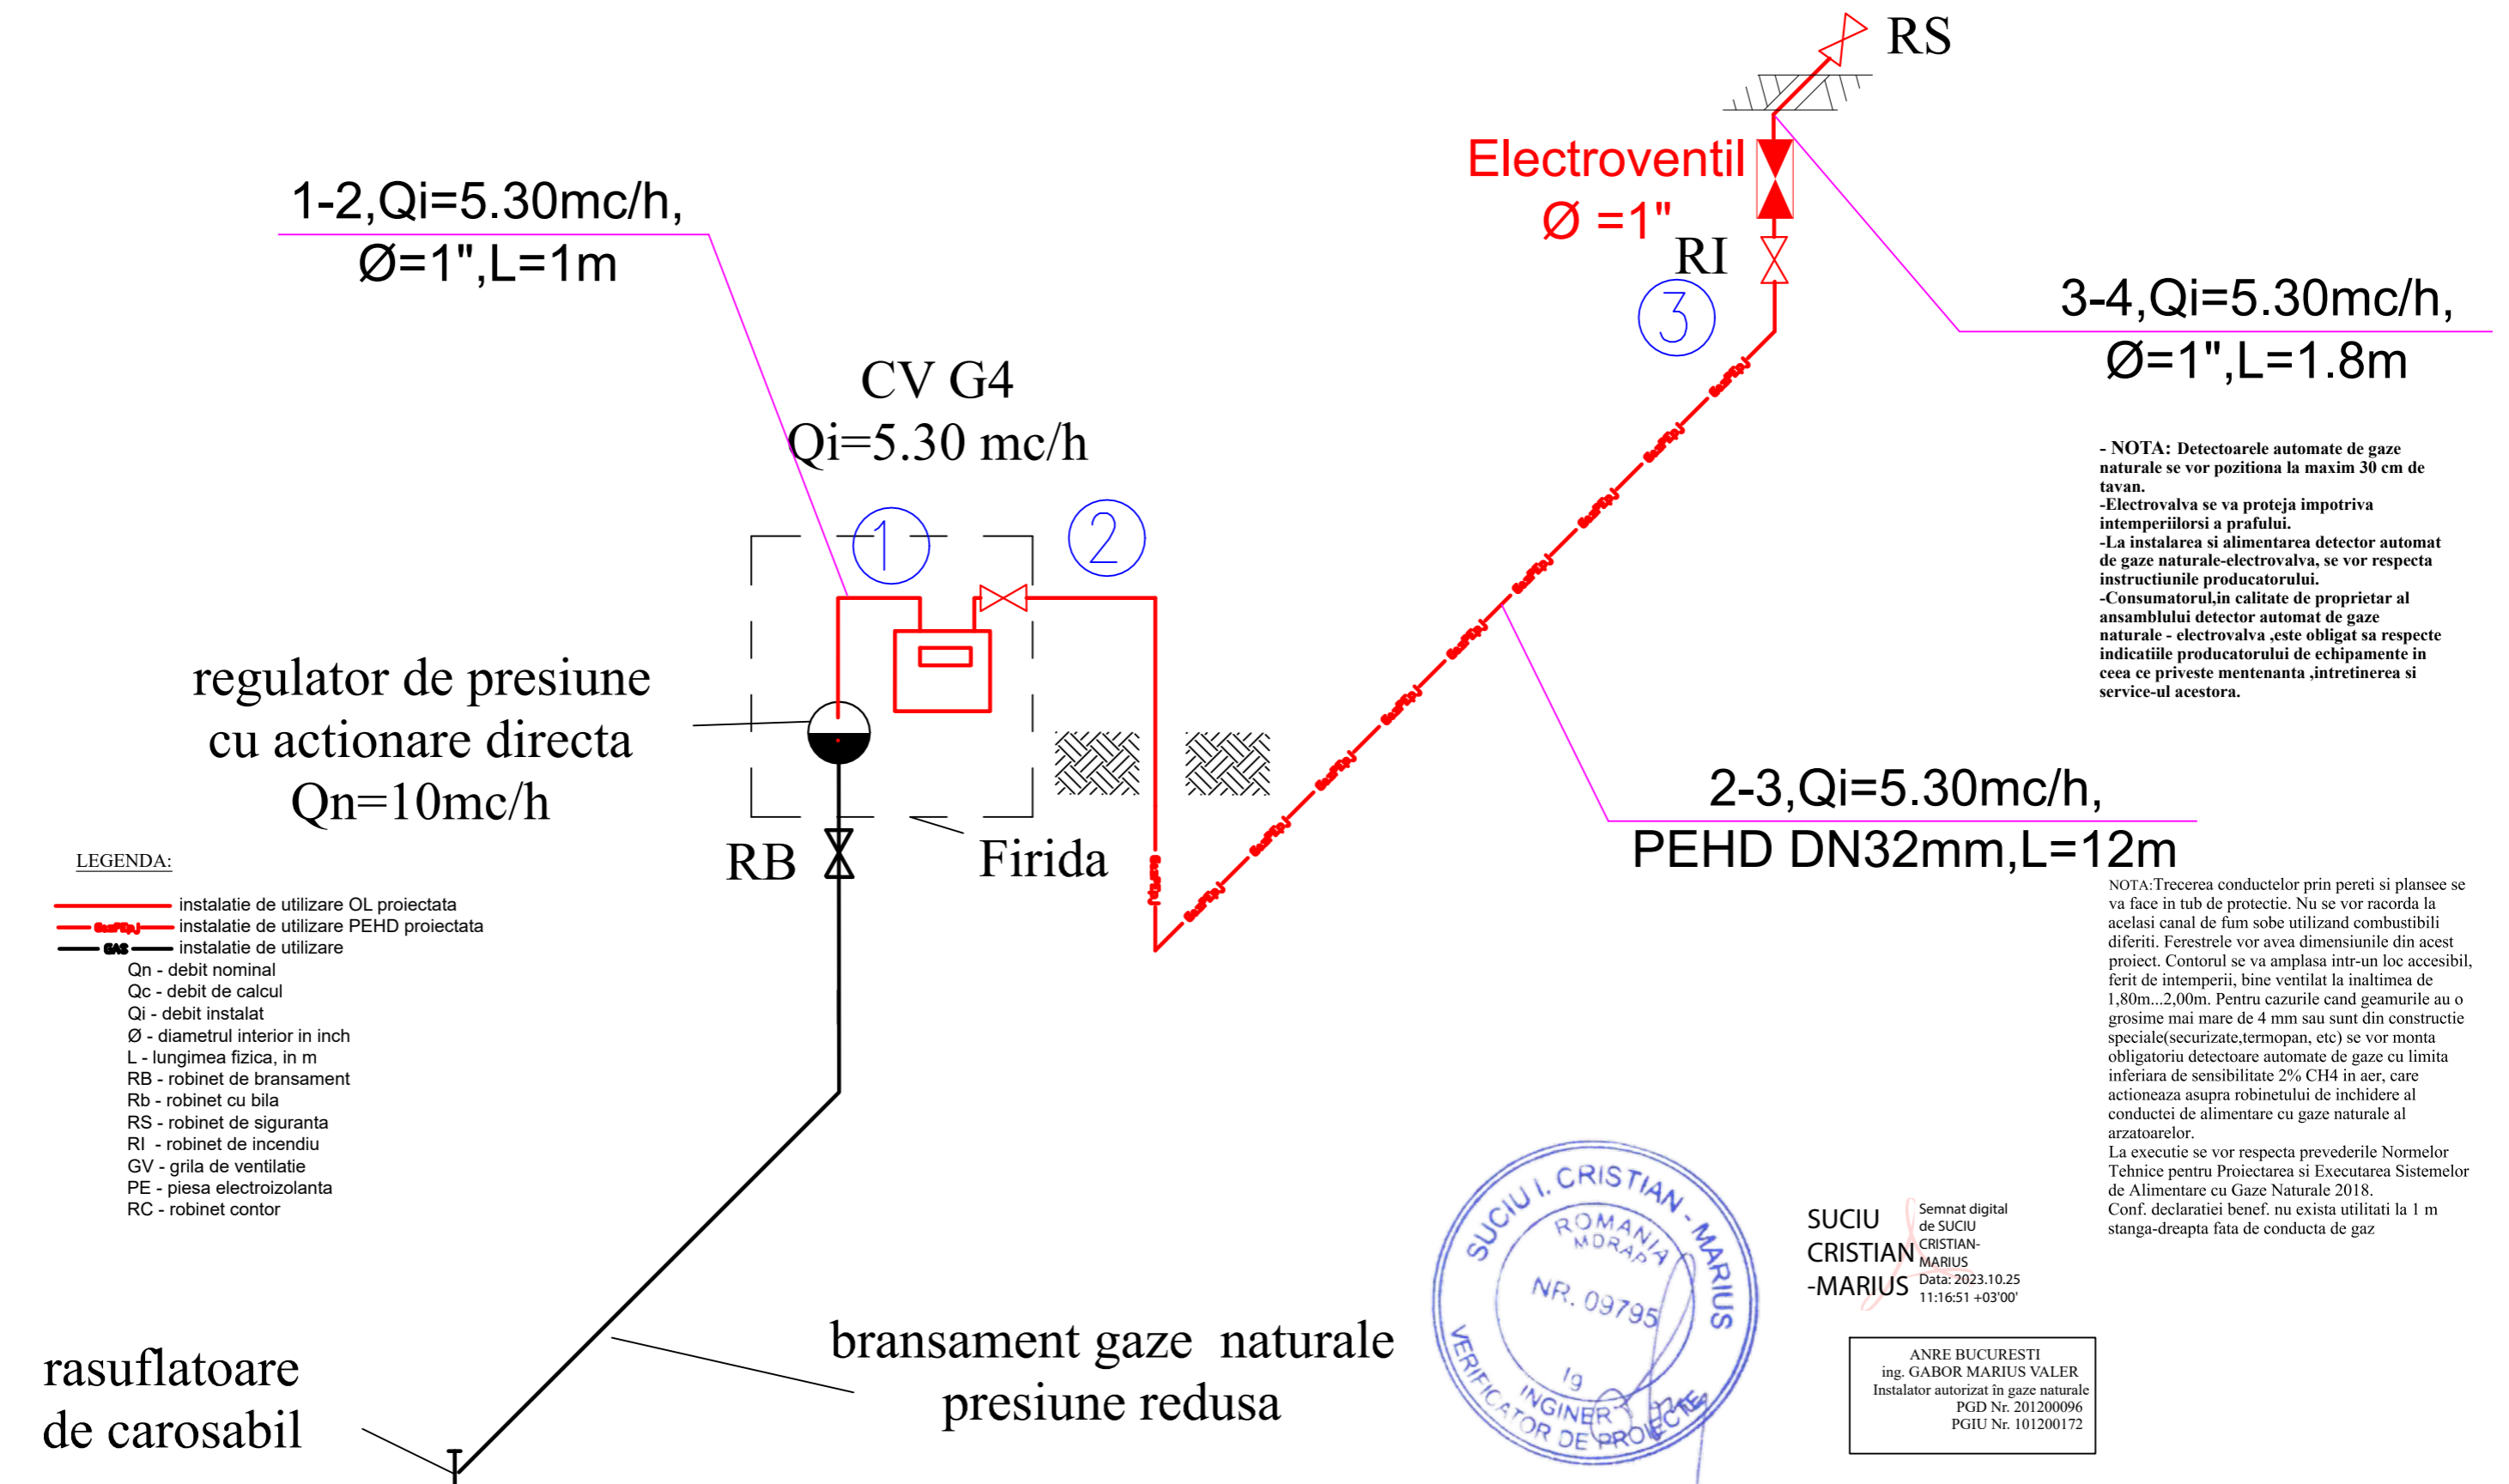 RS
Electroventil
Ø =1"
RI
3
1-2,Qi=5.30mc/h,
Ø=1",L=1m
3-4,Qi=5.30mc/h,
Ø=1",L=1.8m
CV G4
Qi=5.30 mc/h
1
2
- NOTA: Detectoarele automate de gaze
naturale se vor pozitiona la maxim 30 cm de
tavan.
-Electrovalva se va proteja impotriva
intemperiilorsi a prafului.
-La instalarea si alimentarea detector automat
de gaze naturale-electrovalva, se vor respecta
instructiunile producatorului.
-Consumatorul,in calitate de proprietar al
ansamblului detector automat de gaze
naturale - electrovalva ,este obligat sa respecte
indicatiile producatorului de echipamente in
ceea ce priveste mentenanta ,intretinerea si
service-ul acestora.
regulator de presiune
cu actionare directa
Qn=10mc/h
RB
Firida
2-3,Qi=5.30mc/h,
PEHD DN32mm,L=12m
LEGENDA:
instalatie de utilizare OL proiectata
instalatie de utilizare PEHD proiectata
GAS instalatie de utilizare
Qn - debit nominal
Qc - debit de calcul
Qi - debit instalat
Ø - diametrul interior in inch
L - lungimea fizica, in m
RB - robinet de bransament
Rb - robinet cu bila
RS - robinet de siguranta
RI - robinet de incendiu
GV - grila de ventilatie
PE - piesa electroizolanta
RC - robinet contor
NOTA:Trecerea conductelor prin pereti si plansee se
va face in tub de protectie. Nu se vor racorda la
acelasi canal de fum sobe utilizand combustibili
diferiti. Ferestrele vor avea dimensiunile din acest
proiect. Contorul se va amplasa intr-un loc accesibil,
ferit de intemperii, bine ventilat la inaltimea de
1,80m...2,00m. Pentru cazurile cand geamurile au o
grosime mai mare de 4 mm sau sunt din constructie
speciale(securizate,termopan, etc) se vor monta
obligatoriu detectoare automate de gaze cu limita
inferiara de sensibilitate 2% CH4 in aer, care
actioneaza asupra robinetului de inchidere al
conductei de alimentare cu gaze naturale al
arzatoarelor.
La executie se vor respecta prevederile Normelor
Tehnice pentru Proiectarea si Executarea Sistemelor
de Alimentare cu Gaze Naturale 2018.
Conf. declaratiei benef. nu exista utilitati la 1 m
stanga-dreapta fata de conducta de gaz
SUCIU I. CRISTIAN - MARIUS
ROMANIA
MDRAP
NR. 09795
Ig
INGINER
VERIFICATOR DE PROIECTE
SUCIU
CRISTIAN
-MARIUS
Semnat digital
de SUCIU
CRISTIAN-
MARIUS
Data: 2023.10.25
11:16:51 +03'00'
ANRE BUCURESTI
ing. GABOR MARIUS VALER
Instalator autorizat în gaze naturale
PGD Nr. 201200096
PGIU Nr. 101200172
bransament gaze naturale
presiune redusa
rasuflatoare
de carosabil